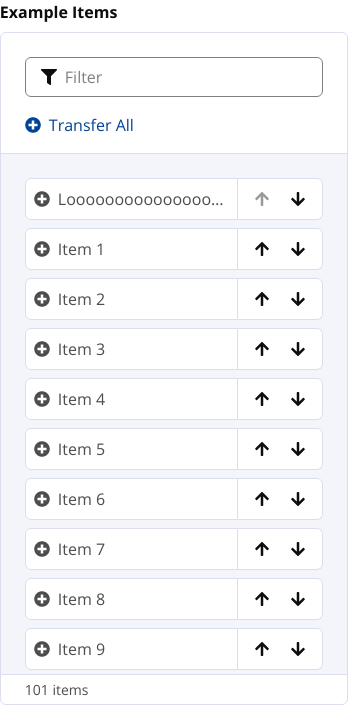 Example Items
Filter
Transfer All
Looooooooooooooo...
Item 1
Item 2
Item 3
Item 4
Item 5
Item 6
Item 7
Item 8
Item 9
101 items